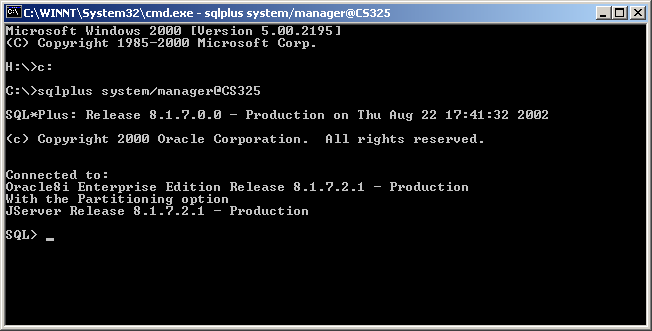 C:\WINNT\System32\cmd.exe - sqlplus system/manager@CS325
Microsoft Windows 2000 [Version 5.00.2195]
(C) Copyright 1985-2000 Microsoft Corp.
H:\>c:
C:\>sqlplus system/manager@CS325
SQL*Plus: Release 8.1.7.0.0 - Production on Thu Aug 22 17:41:32 2002
(c) Copyright 2000 Oracle Corporation.  All rights reserved.
Connected to:
Oracle8i Enterprise Edition Release 8.1.7.2.1 - Production
With the Partitioning option
JServer Release 8.1.7.2.1 - Production
SQL> _